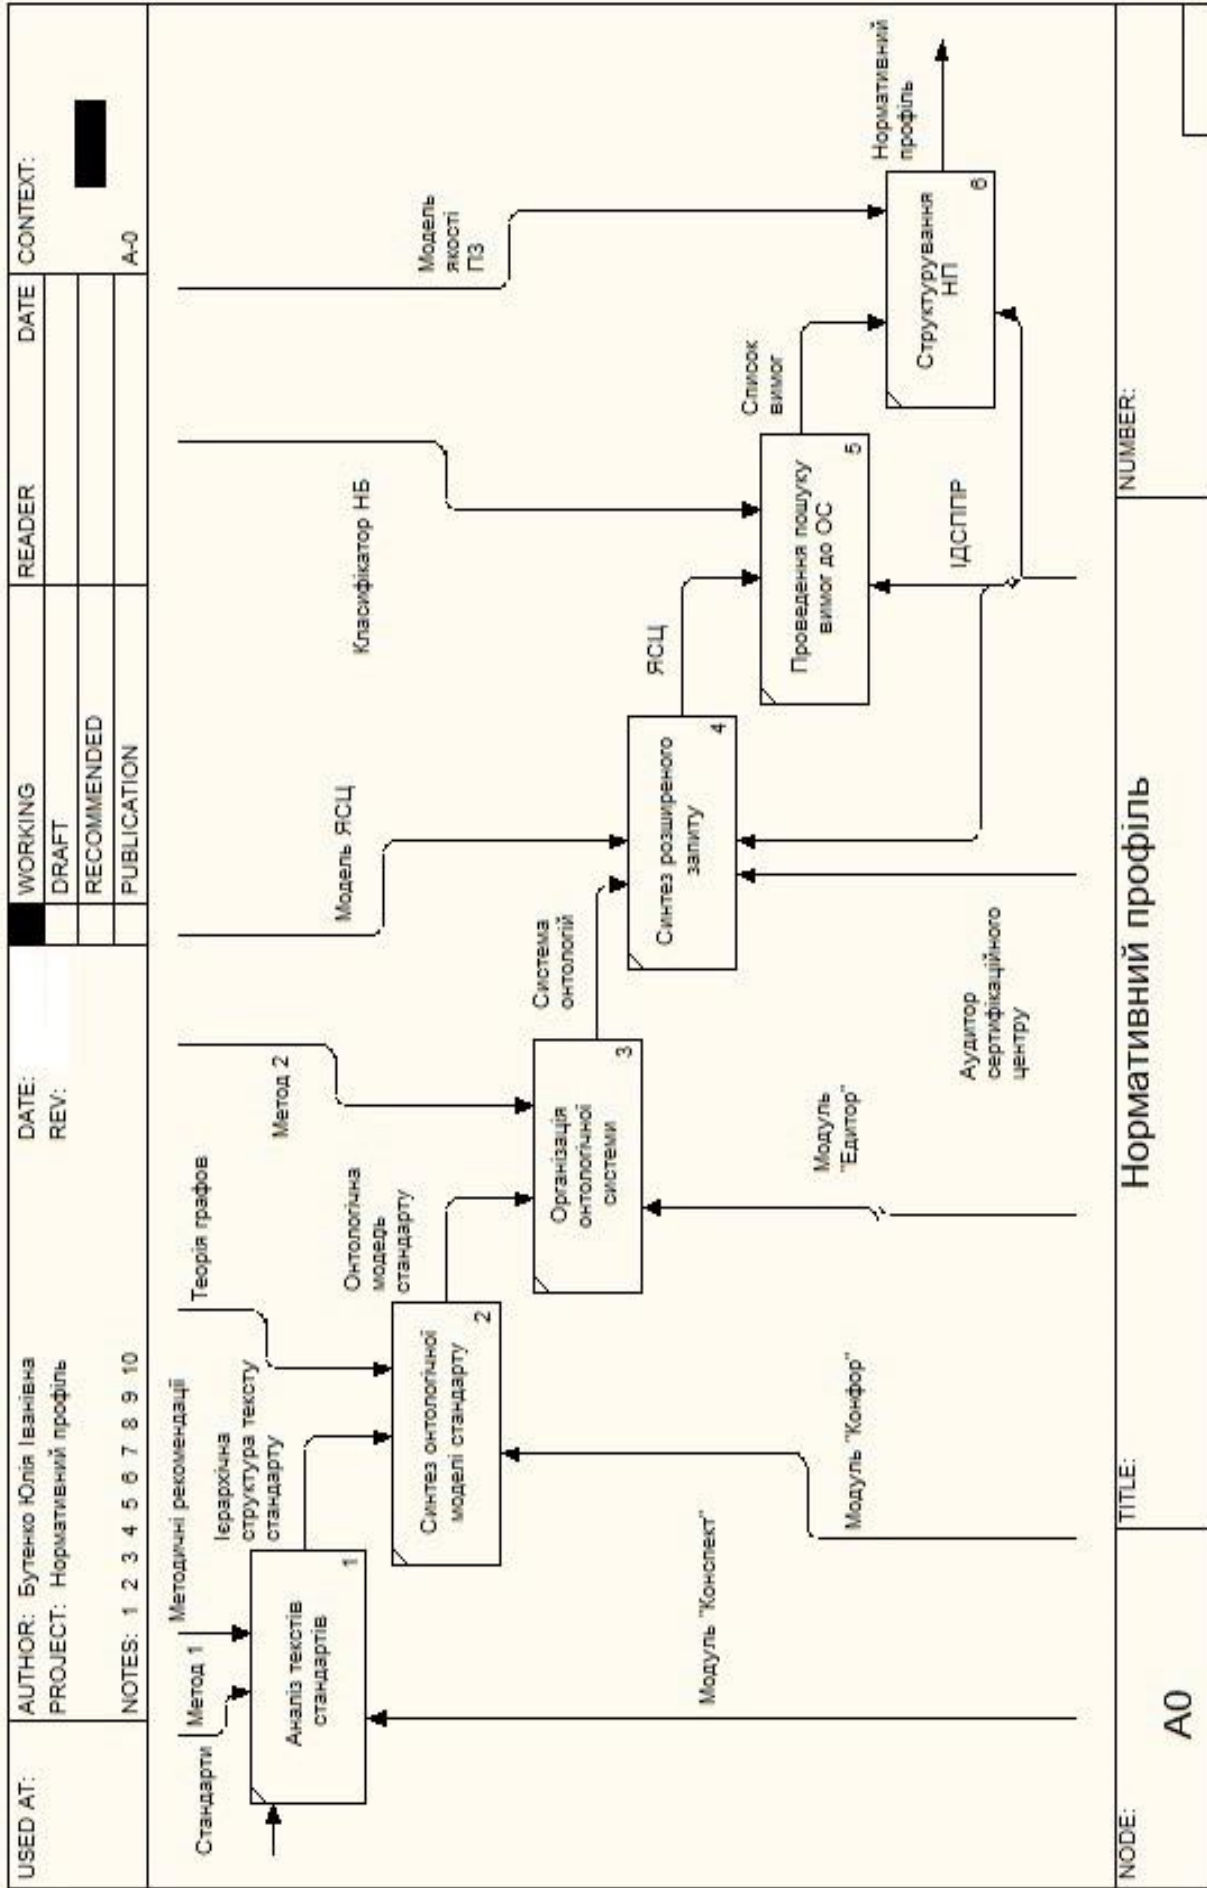 USED AT:
AUTHOR: Бутенко Юлія Іванівна
PROJECT: Нормативний профіль
NOTES: 1 2 3 4 5 6 7 8 9 10
DATE:
REV:
WORKING
DRAFT
RECOMMENDED
PUBLICATION
READER
DATE
CONTEXT:
A-0
Стандарти
Метод 1
Методичні рекомендації
Аналіз текстів
стандартів
1
Ієрархічна
структура тексту
стандарту
Теорія графов
Синтез онтологічної
моделі стандарту
2
Онтологічна
модедь
стандарту
Метод 2
Організація
онтологічної
системи
3
Система
онтологій
Модель ЯСЦ
Синтез розширеного
запиту
4
ЯСЦ
Класифікатор НБ
Проведення пошуку
вимог до ОС
5
Список
вимог
Модель
якості
ПЗ
Структурування
НП
6
Нормативний
профіль
Модуль "Конспект"
Модуль "Конфор"
Модуль
"Едитор"
Аудитор
сертифікаційного
центру
ІДСППР
NODE:
A0
TITLE:
Нормативний профіль
NUMBER: